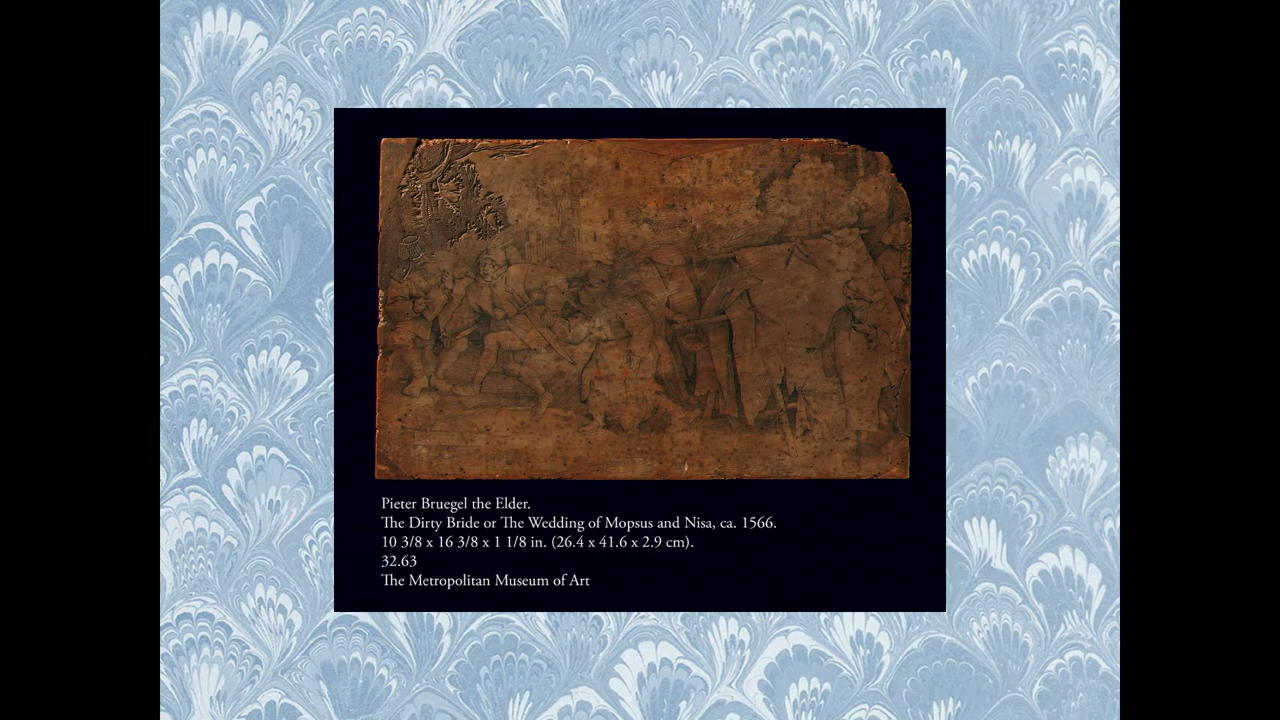 Pieter Bruegel the Elder.
The Dirty Bride or The Wedding of Mopsus and Nisa, ca. 1566.
10 3/8 x 16 3/8 x 1 1/8 in. (26.4 x 41.6 x 2.9 cm).
32.63
The Metropolitan Museum of Art